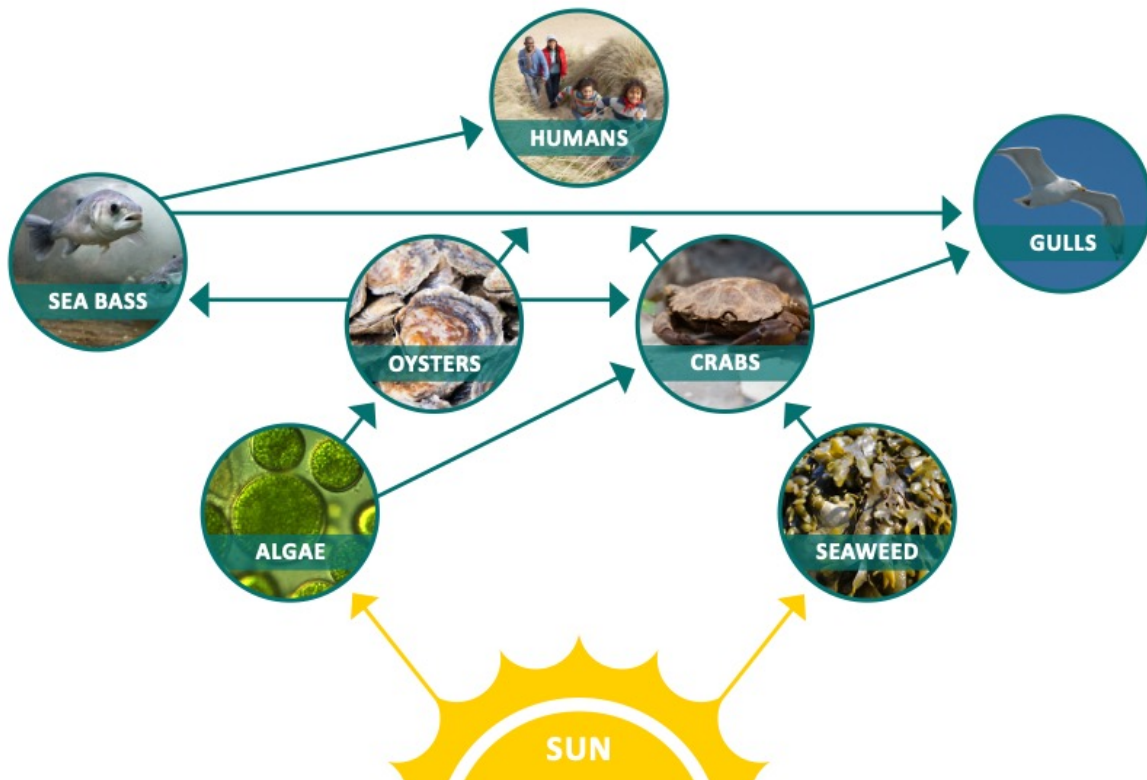 HUMANS
GULLS
SEA BASS
OYSTERS
CRABS
ALGAE
SEAWEED
SUN